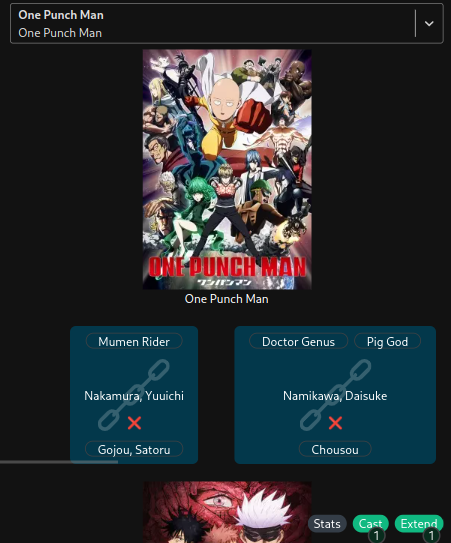 One Punch Man
One Punch Man
ONE PUNCH MAN
ワンパンマン
One Punch Man
Mumen Rider
Doctor Genus
Pig God
Nakamura, Yuuichi
Namikawa, Daisuke
Gojou, Satoru
Chousou
Stats
Cast
1
Extend
1